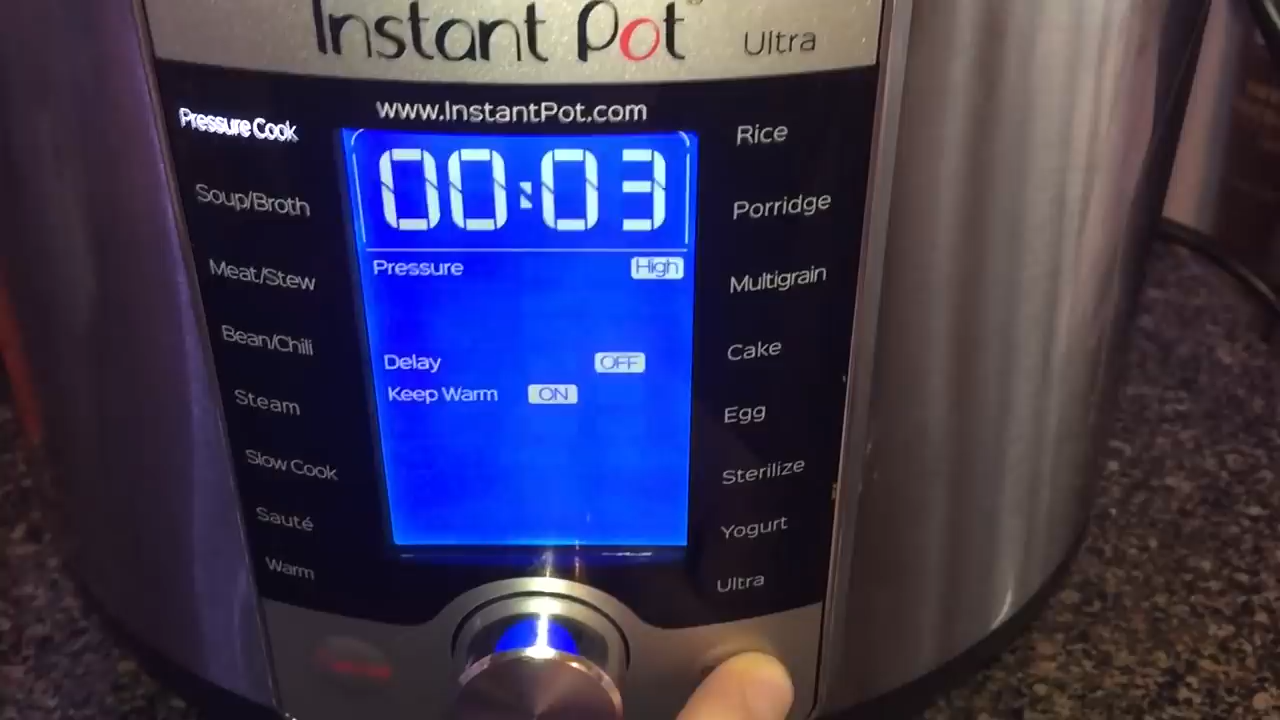 Instant Pot® Ultra
www.InstantPot.com
Pressure Cook
Soup/Broth
Meat/Stew
Bean/Chili
Steam
Slow Cook
Sauté
Warm
00:03
Pressure High
Delay OFF
Keep Warm ON
Rice
Porridge
Multigrain
Cake
Egg
Sterilize
Yogurt
Ultra